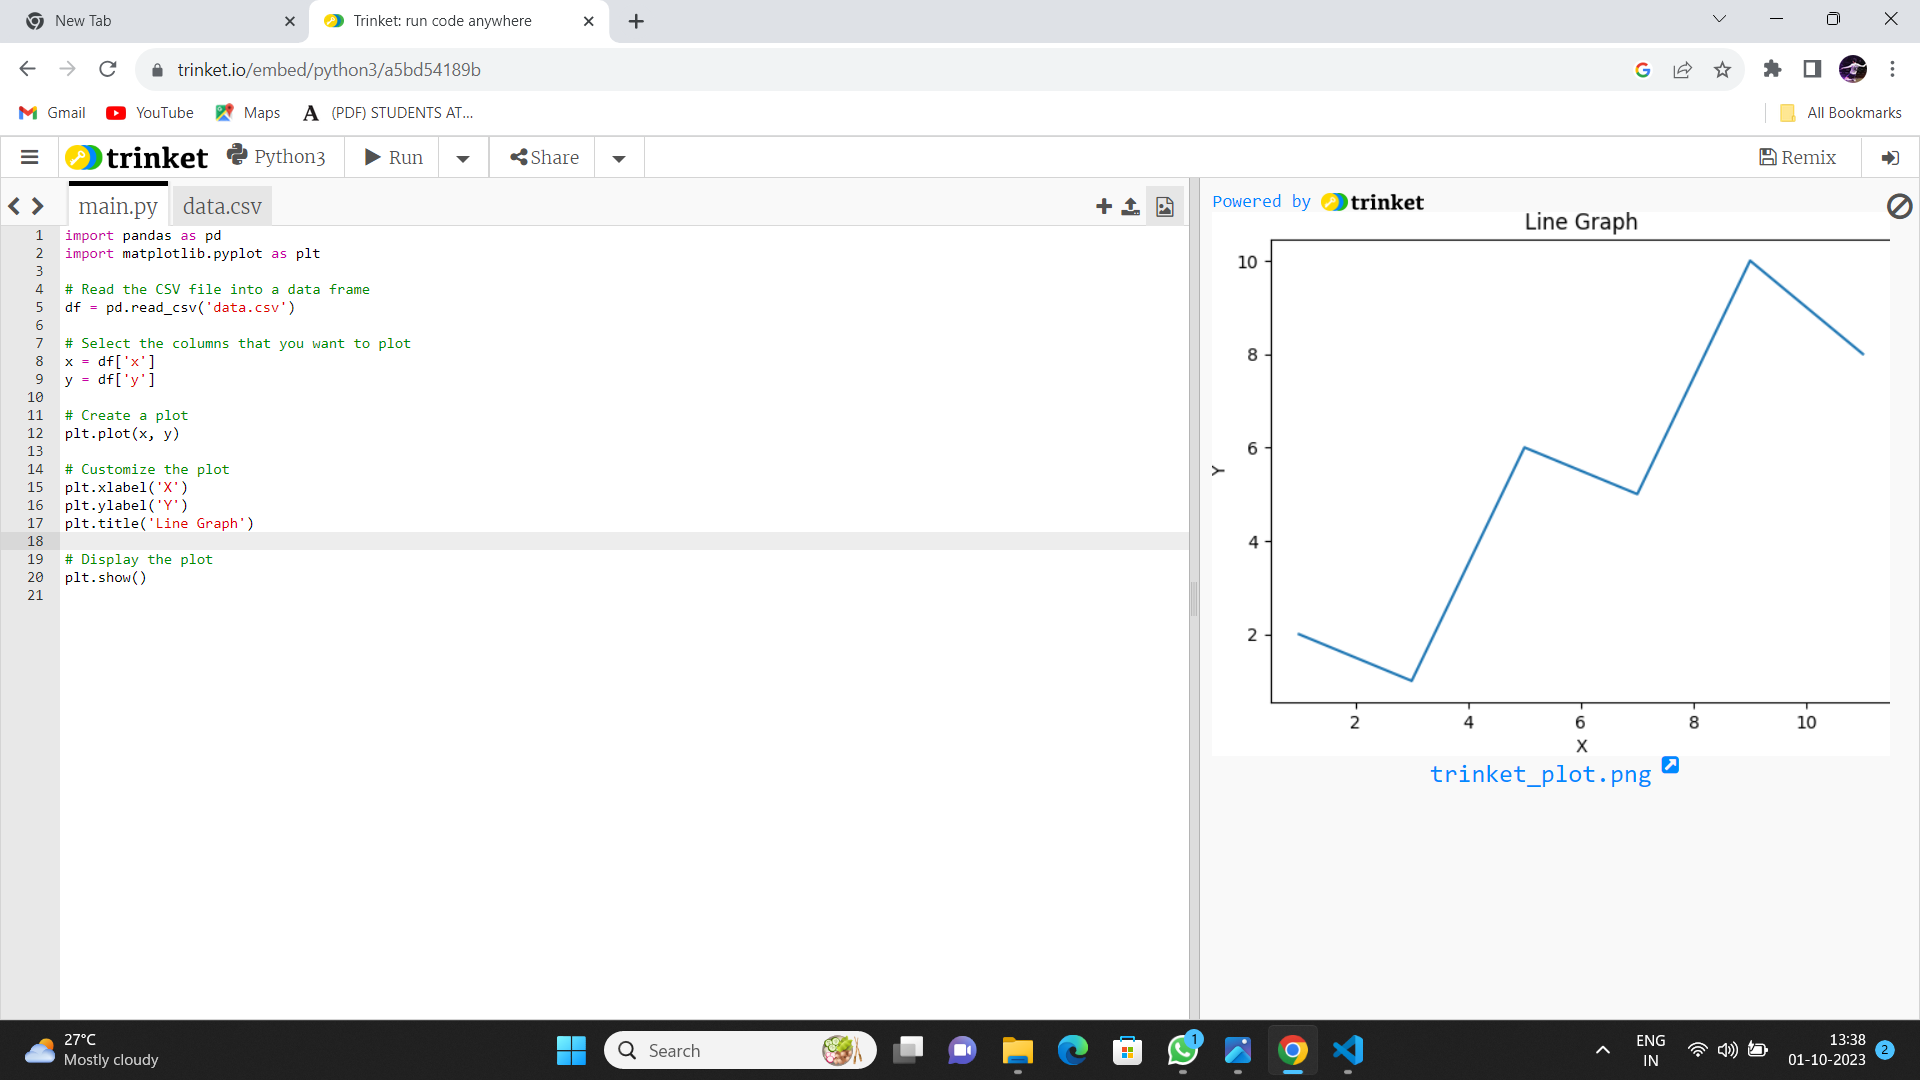 New Tab
Trinket: run code anywhere
trinket.io/embed/python3/a5bd54189b
Gmail
YouTube
Maps
A (PDF) STUDENTS AT...
All Bookmarks
trinket
Python3
Run
Share
Remix
main.py
data.csv
1 import pandas as pd
2 import matplotlib.pyplot as plt
3
4 # Read the CSV file into a data frame
5 df = pd.read_csv('data.csv')
6
7 # Select the columns that you want to plot
8 x = df['x']
9 y = df['y']
10
11 # Create a plot
12 plt.plot(x, y)
13
14 # Customize the plot
15 plt.xlabel('X')
16 plt.ylabel('Y')
17 plt.title('Line Graph')
18
19 # Display the plot
20 plt.show()
21
Powered by trinket
Line Graph
10
8
6
4
2
Y
2 4 6 8 10
X
trinket_plot.png
27°C
Mostly cloudy
Search
1
ENG
IN
13:38
01-10-2023
2